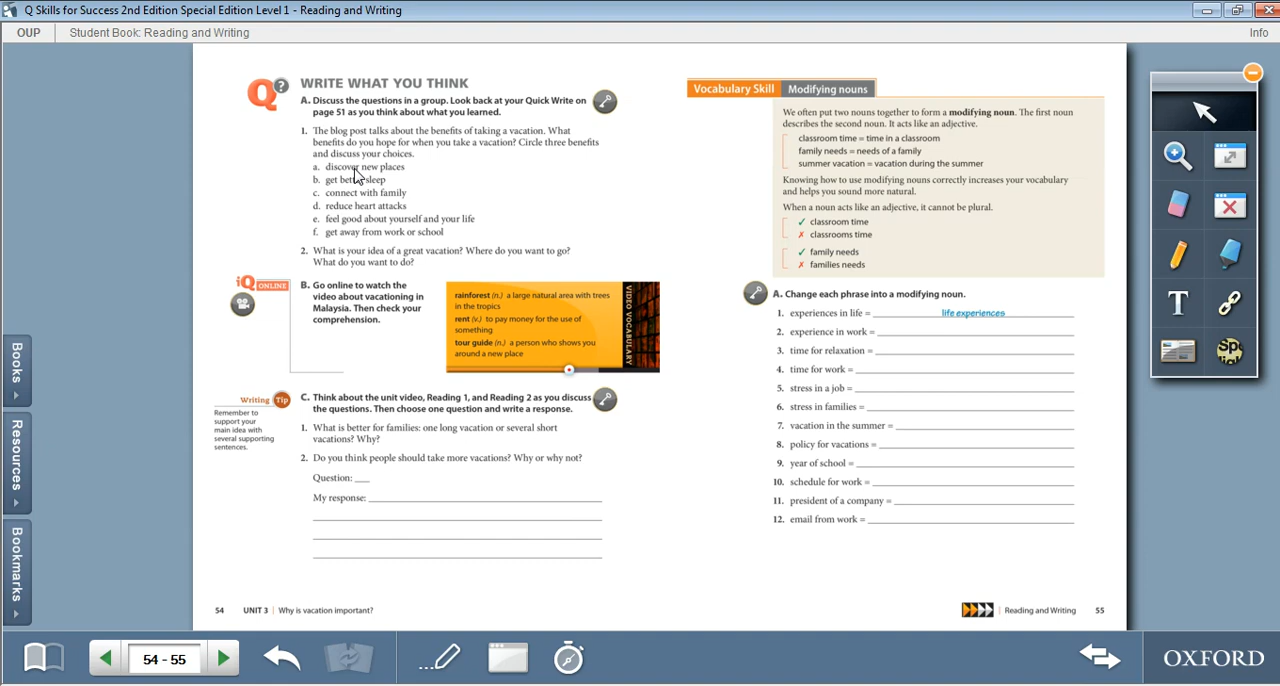 Q Skills for Success 2nd Edition Special Edition Level 1 - Reading and Writing
OUP
Student Book: Reading and Writing
Info
Q?
WRITE WHAT YOU THINK
A. Discuss the questions in a group. Look back at your Quick Write on
page 51 as you think about what you learned.
1. The blog post talks about the benefits of taking a vacation. What
benefits do you hope for when you take a vacation? Circle three benefits
and discuss your choices.
a. discover new places
b. get better sleep
c. connect with family
d. reduce heart attacks
e. feel good about yourself and your life
f. get away from work or school
2. What is your idea of a great vacation? Where do you want to go?
What do you want to do?
iQ ONLINE
B. Go online to watch the
video about vacationing in
Malaysia. Then check your
comprehension.
rainforest (n.) a large natural area with trees
in the tropics
rent (v.) to pay money for the use of
something
tour guide (n.) a person who shows you
around a new place
VIDEO VOCABULARY
Writing Tip
Remember to
support your
main idea with
several supporting
sentences.
C. Think about the unit video, Reading 1, and Reading 2 as you discuss
the questions. Then choose one question and write a response.
1. What is better for families: one long vacation or several short
vacations? Why?
2. Do you think people should take more vacations? Why or why not?
Question: ___
My response:
54 UNIT 3 | Why is vacation important?
Vocabulary Skill Modifying nouns
We often put two nouns together to form a modifying noun. The first noun
describes the second noun. It acts like an adjective.
classroom time = time in a classroom
family needs = needs of a family
summer vacation = vacation during the summer
Knowing how to use modifying nouns correctly increases your vocabulary
and helps you sound more natural.
When a noun acts like an adjective, it cannot be plural.
✓ classroom time
✗ classrooms time
✓ family needs
✗ families needs
A. Change each phrase into a modifying noun.
1. experiences in life = life experiences
2. experience in work =
3. time for relaxation =
4. time for work =
5. stress in a job =
6. stress in families =
7. vacation in the summer =
8. policy for vacations =
9. year of school =
10. schedule for work =
11. president of a company =
12. email from work =
| Reading and Writing 55
Books
Resources
Bookmarks
T
54 - 55
OXFORD